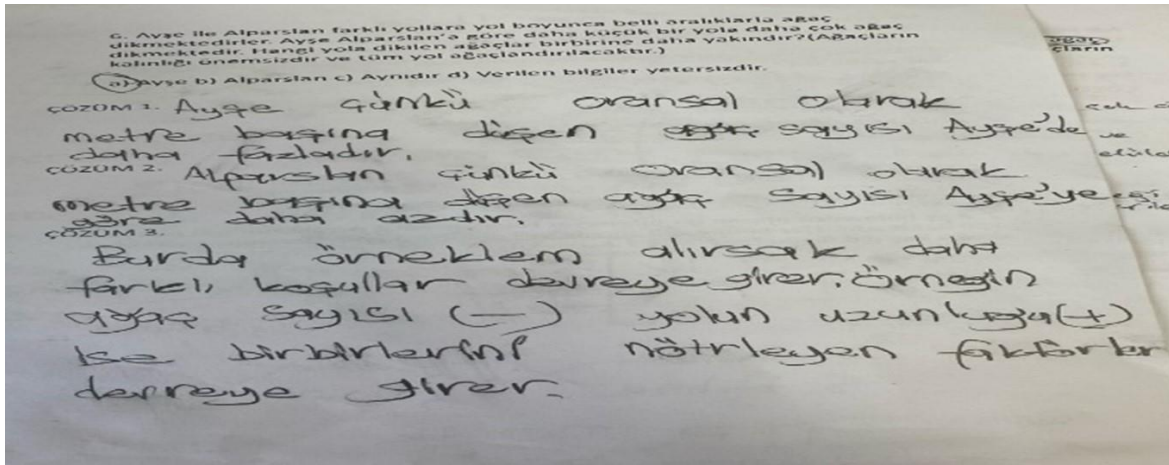 6. Ayşe ile Alparslan farklı yollara yol boyunca belli aralıklarla ağaç
dikmektedirler. Ayşe Alparslan'a göre daha küçük bir yola daha çok ağaç
dikmektedir. Hangi yola dikilen ağaçlar birbirine daha yakındır?(Ağaçların
kalınlığı önemsizdir ve tüm yol ağaçlandırılacaktır.)
a) Ayşe b) Alparslan c) Aynıdır d) Verilen bilgiler yetersizdir.
ÇÖZÜM 1. Ayşe çünkü oransal olarak
metre başına düşen sayısı Ayşe'de
daha fazladır.
ÇÖZÜM 2. Alparslan çünkü oransal olarak
metre başına düşen ağaç sayısı Ayşe'ye
göre daha azdır.
ÇÖZÜM 3.
Burda örneklem alırsak daha
farklı koşullar devreye girer. Örneğin
ağaç sayısı (-) yolun uzunluğu (+)
ise birbirlerini nötrleyen faktörler
devreye girer.
ağaç
çların